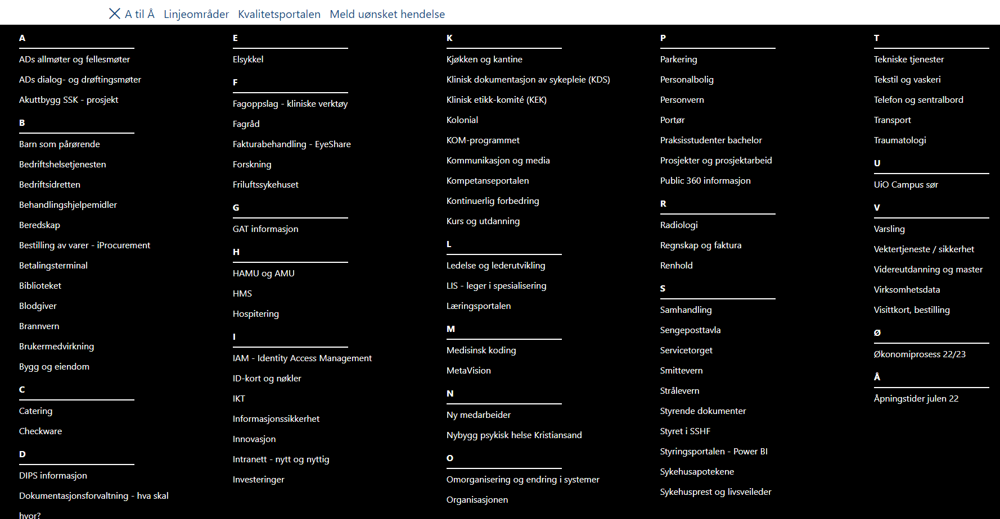 A til Å Linjeområder Kvalitetsportalen Meld uønsket hendelse
A
ADs allmøter og fellesmøter
ADs dialog- og drøftingsmøter
Akuttbygg SSK - prosjekt
B
Barn som pårørende
Bedriftshelsetjenesten
Bedriftsidretten
Behandlingshjelpemidler
Beredskap
Bestilling av varer - iProcurement
Betalingsterminal
Biblioteket
Blodgiver
Brannvern
Brukermedvirkning
Bygg og eiendom
C
Catering
Checkware
D
DIPS informasjon
Dokumentasjonsforvaltning - hva skal
hvor?
E
Elsykkel
F
Fagoppslag - kliniske verktøy
Fagråd
Fakturabehandling - EyeShare
Forskning
Friluftssykehuset
G
GAT informasjon
H
HAMU og AMU
HMS
Hospitering
I
IAM - Identity Access Management
ID-kort og nøkler
IKT
Informasjonssikkerhet
Innovasjon
Intranett - nytt og nyttig
Investeringer
K
Kjøkken og kantine
Klinisk dokumentasjon av sykepleie (KDS)
Klinisk etikk-komité (KEK)
Kolonial
KOM-programmet
Kommunikasjon og media
Kompetanseportalen
Kontinuerlig forbedring
Kurs og utdanning
L
Ledelse og lederutvikling
LIS - leger i spesialisering
Læringsportalen
M
Medisinsk koding
MetaVision
N
Ny medarbeider
Nybygg psykisk helse Kristiansand
O
Omorganisering og endring i systemer
Organisasjonen
P
Parkering
Personalbolig
Personvern
Portør
Praksisstudenter bachelor
Prosjekter og prosjektarbeid
Public 360 informasjon
R
Radiologi
Regnskap og faktura
Renhold
S
Samhandling
Sengeposttavla
Servicetorget
Smittevern
Strålevern
Styrende dokumenter
Styret i SSHF
Styringsportalen - Power BI
Sykehusapotekene
Sykehusprest og livsveileder
T
Tekniske tjenester
Tekstil og vaskeri
Telefon og sentralbord
Transport
Traumatologi
U
UiO Campus sør
V
Varsling
Vektertjeneste / sikkerhet
Videreutdanning og master
Virksomhetsdata
Visittkort, bestilling
Ø
Økonomiprosess 22/23
Å
Åpningstider julen 22